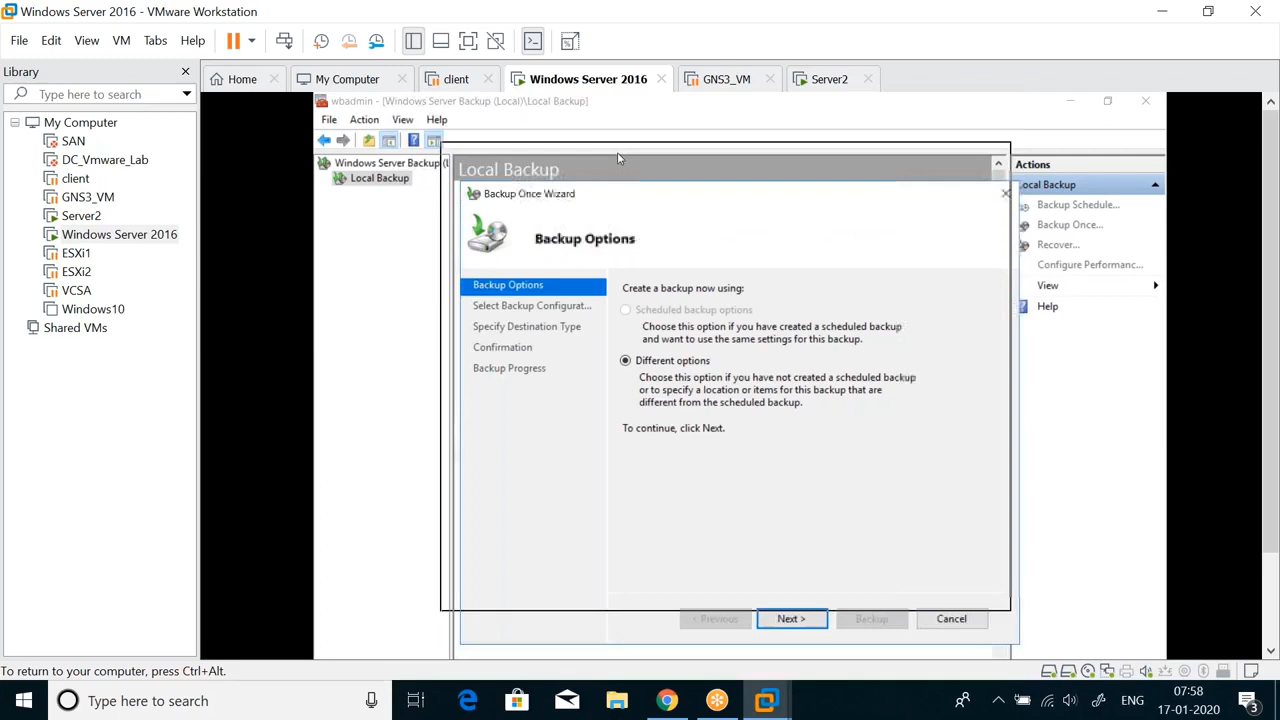 Windows Server 2016 - VMware Workstation
File Edit View VM Tabs Help
Library
Type here to search
My Computer
SAN
DC_Vmware_Lab
client
GNS3_VM
Server2
Windows Server 2016
ESXi1
ESXi2
VCSA
Windows10
Shared VMs
Home
My Computer
client
Windows Server 2016
GNS3_VM
Server2
wbadmin - [Windows Server Backup (Local)\Local Backup]
File Action View Help
Windows Server Backup (L
Local Backup
Local Backup
Backup Once Wizard
Backup Options
Backup Options
Select Backup Configurat...
Specify Destination Type
Confirmation
Backup Progress
Create a backup now using:
Scheduled backup options
Choose this option if you have created a scheduled backup
and want to use the same settings for this backup.
Different options
Choose this option if you have not created a scheduled backup
or to specify a location or items for this backup that are
different from the scheduled backup.
To continue, click Next.
< Previous Next > Backup Cancel
Actions
ocal Backup
Backup Schedule...
Backup Once...
Recover...
Configure Performanc...
View
Help
To return to your computer, press Ctrl+Alt.
Type here to search
ENG
07:58
17-01-2020
3